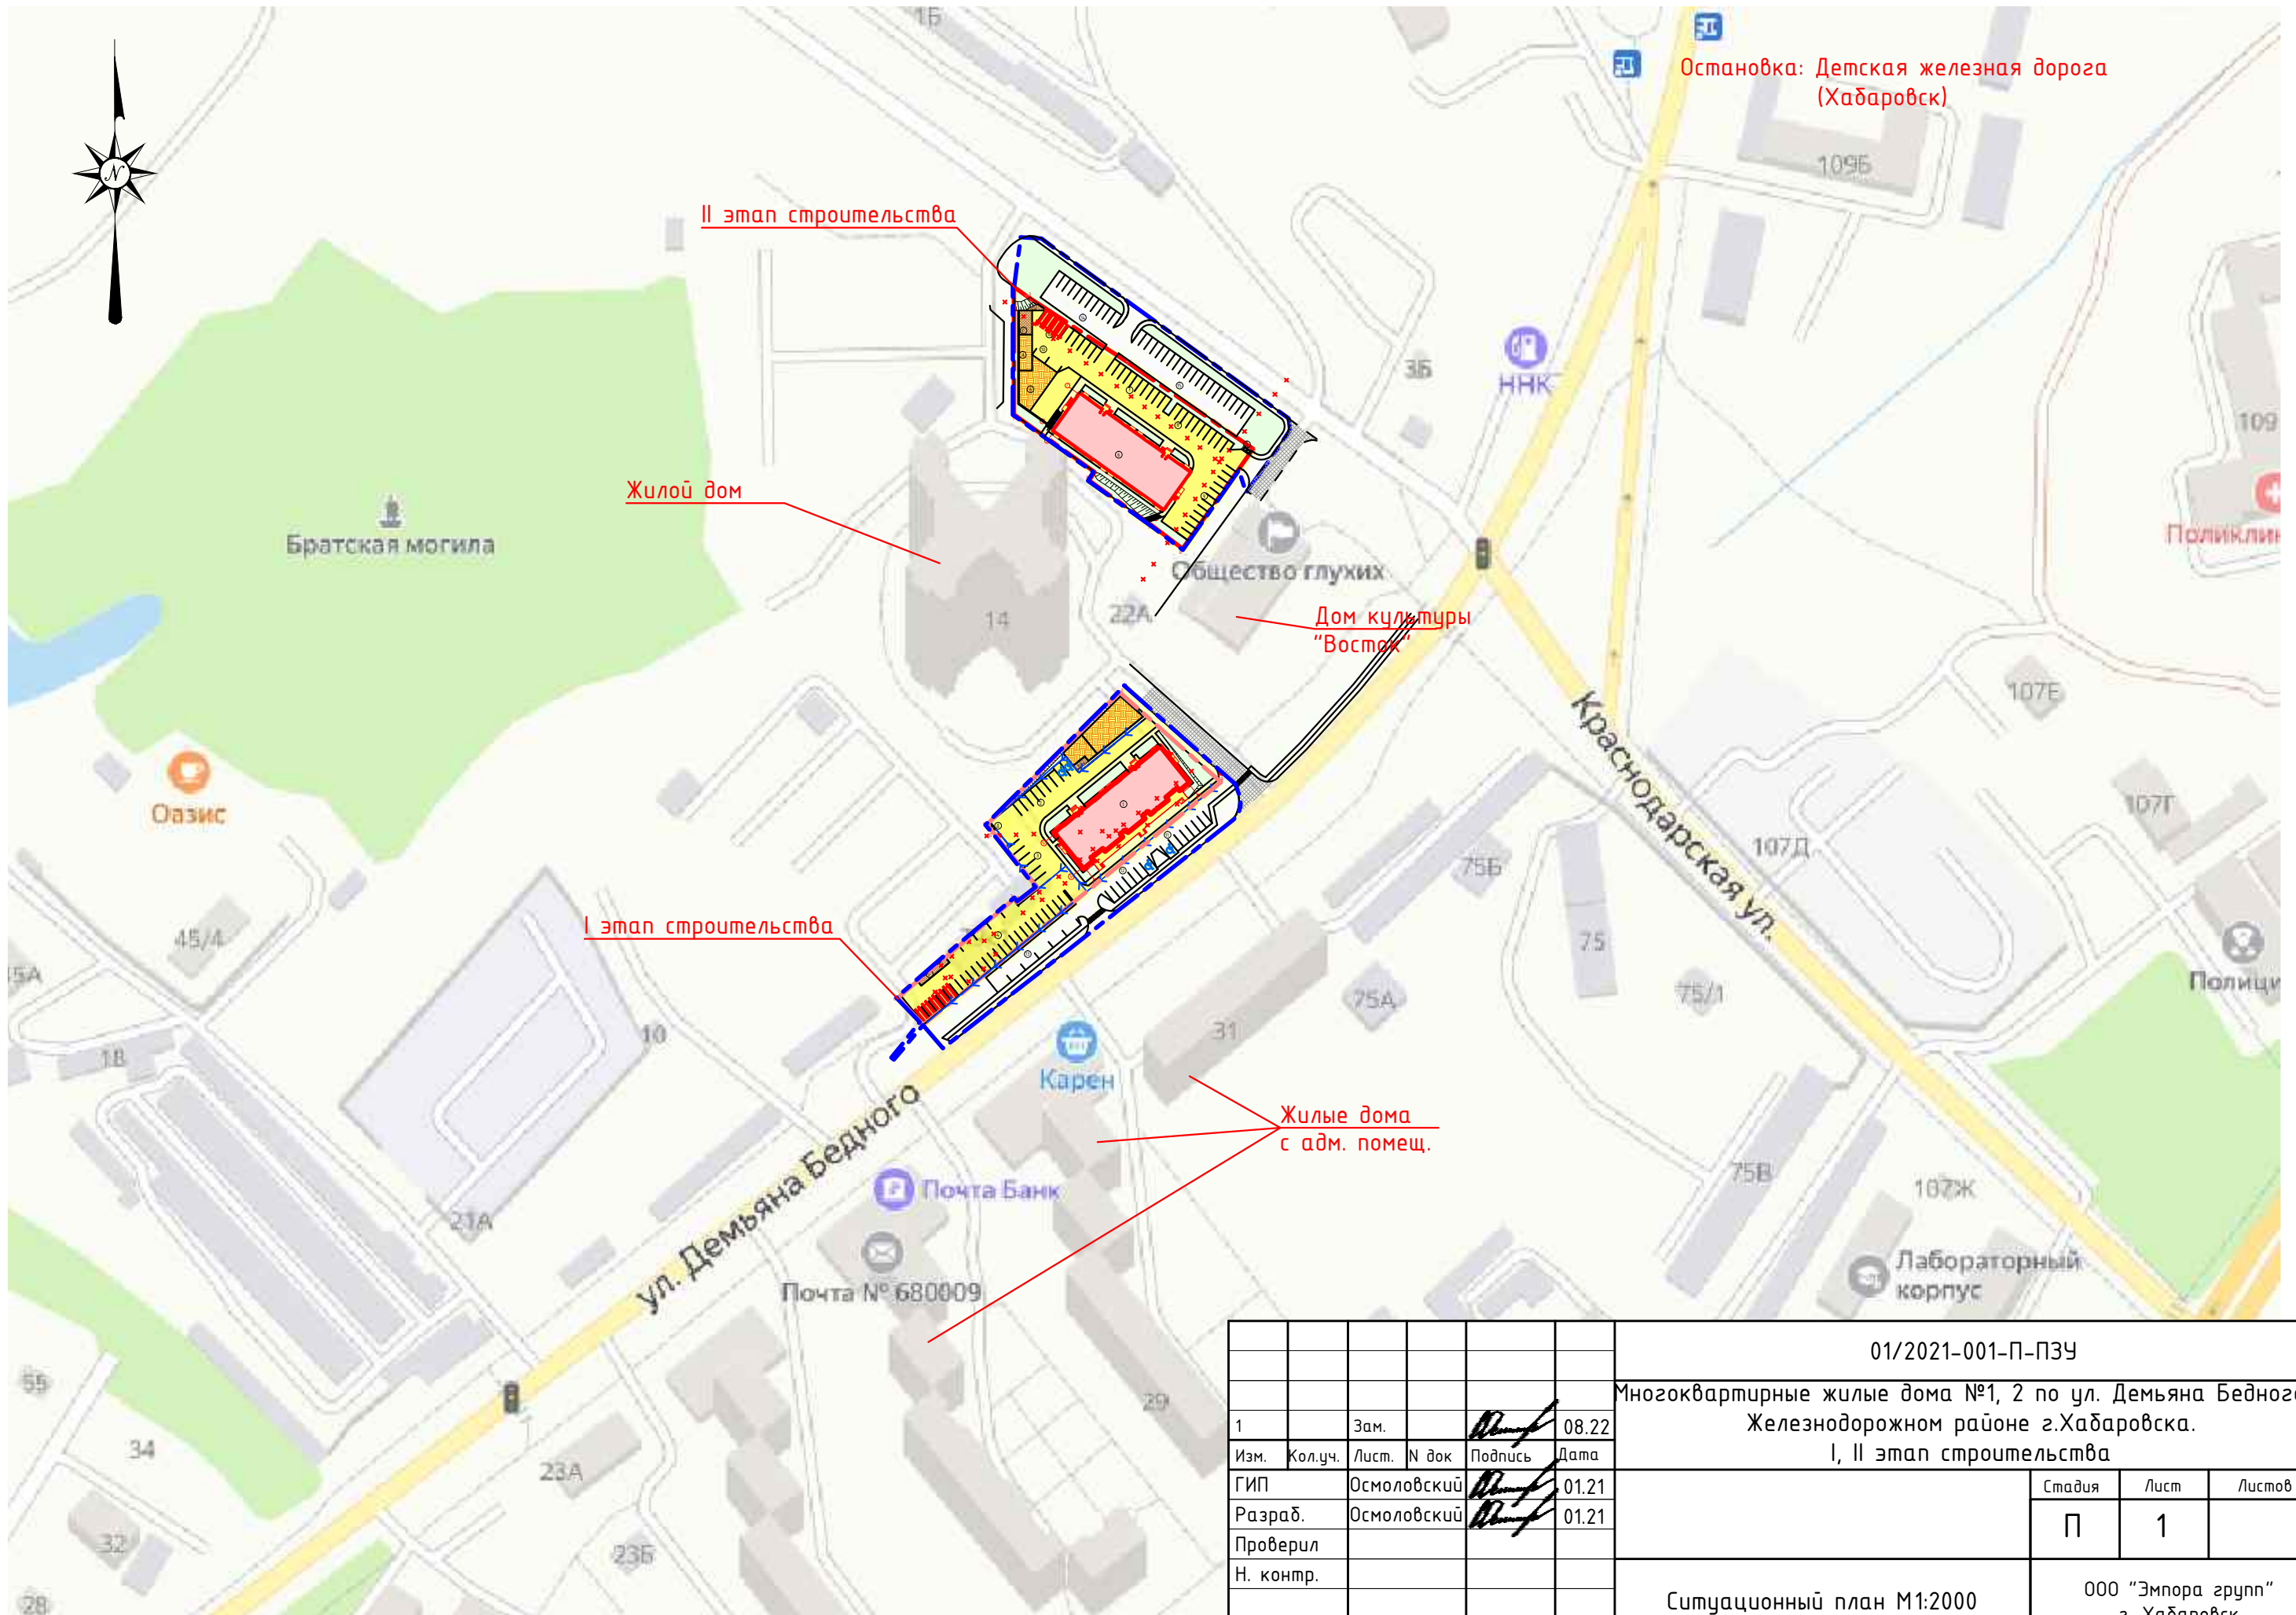 1Б
Остановка: Детская железная дорога
(Хабаровск)
109Б
N
II этап строительства
3Б
ННК
109
Жилой дом
Братская могила
Поликлин
Общество глухих
14
22А
Дом культуры
"Восток"
107Е
Краснодарская ул.
Оазис
107Г
107Д
75Б
I этап строительства
45/4
75
45А
Полици
75/1
75А
31
10
1В
Карен
Жилые дома
с адм. помещ.
ул. Демьяна Бедного
75В
107Ж
Почта Банк
21А
Лабораторный
корпус
Почта № 680009
55
29
34
23А
32
23Б
28
01/2021-001-П-ПЗУ
Многоквартирные жилые дома №1, 2 по ул. Демьяна Бедного
Железнодорожном районе г.Хабаровска.
I, II этап строительства
1 Зам. 08.22
Изм. Кол.уч. Лист. N док Подпись Дата
ГИП Осмоловский 01.21
Разраб. Осмоловский 01.21
Проверил
Н. контр.
Стадия Лист Листов
П 1
Ситуационный план М1:2000
ООО "Эмпора групп"
г. Хабаровск